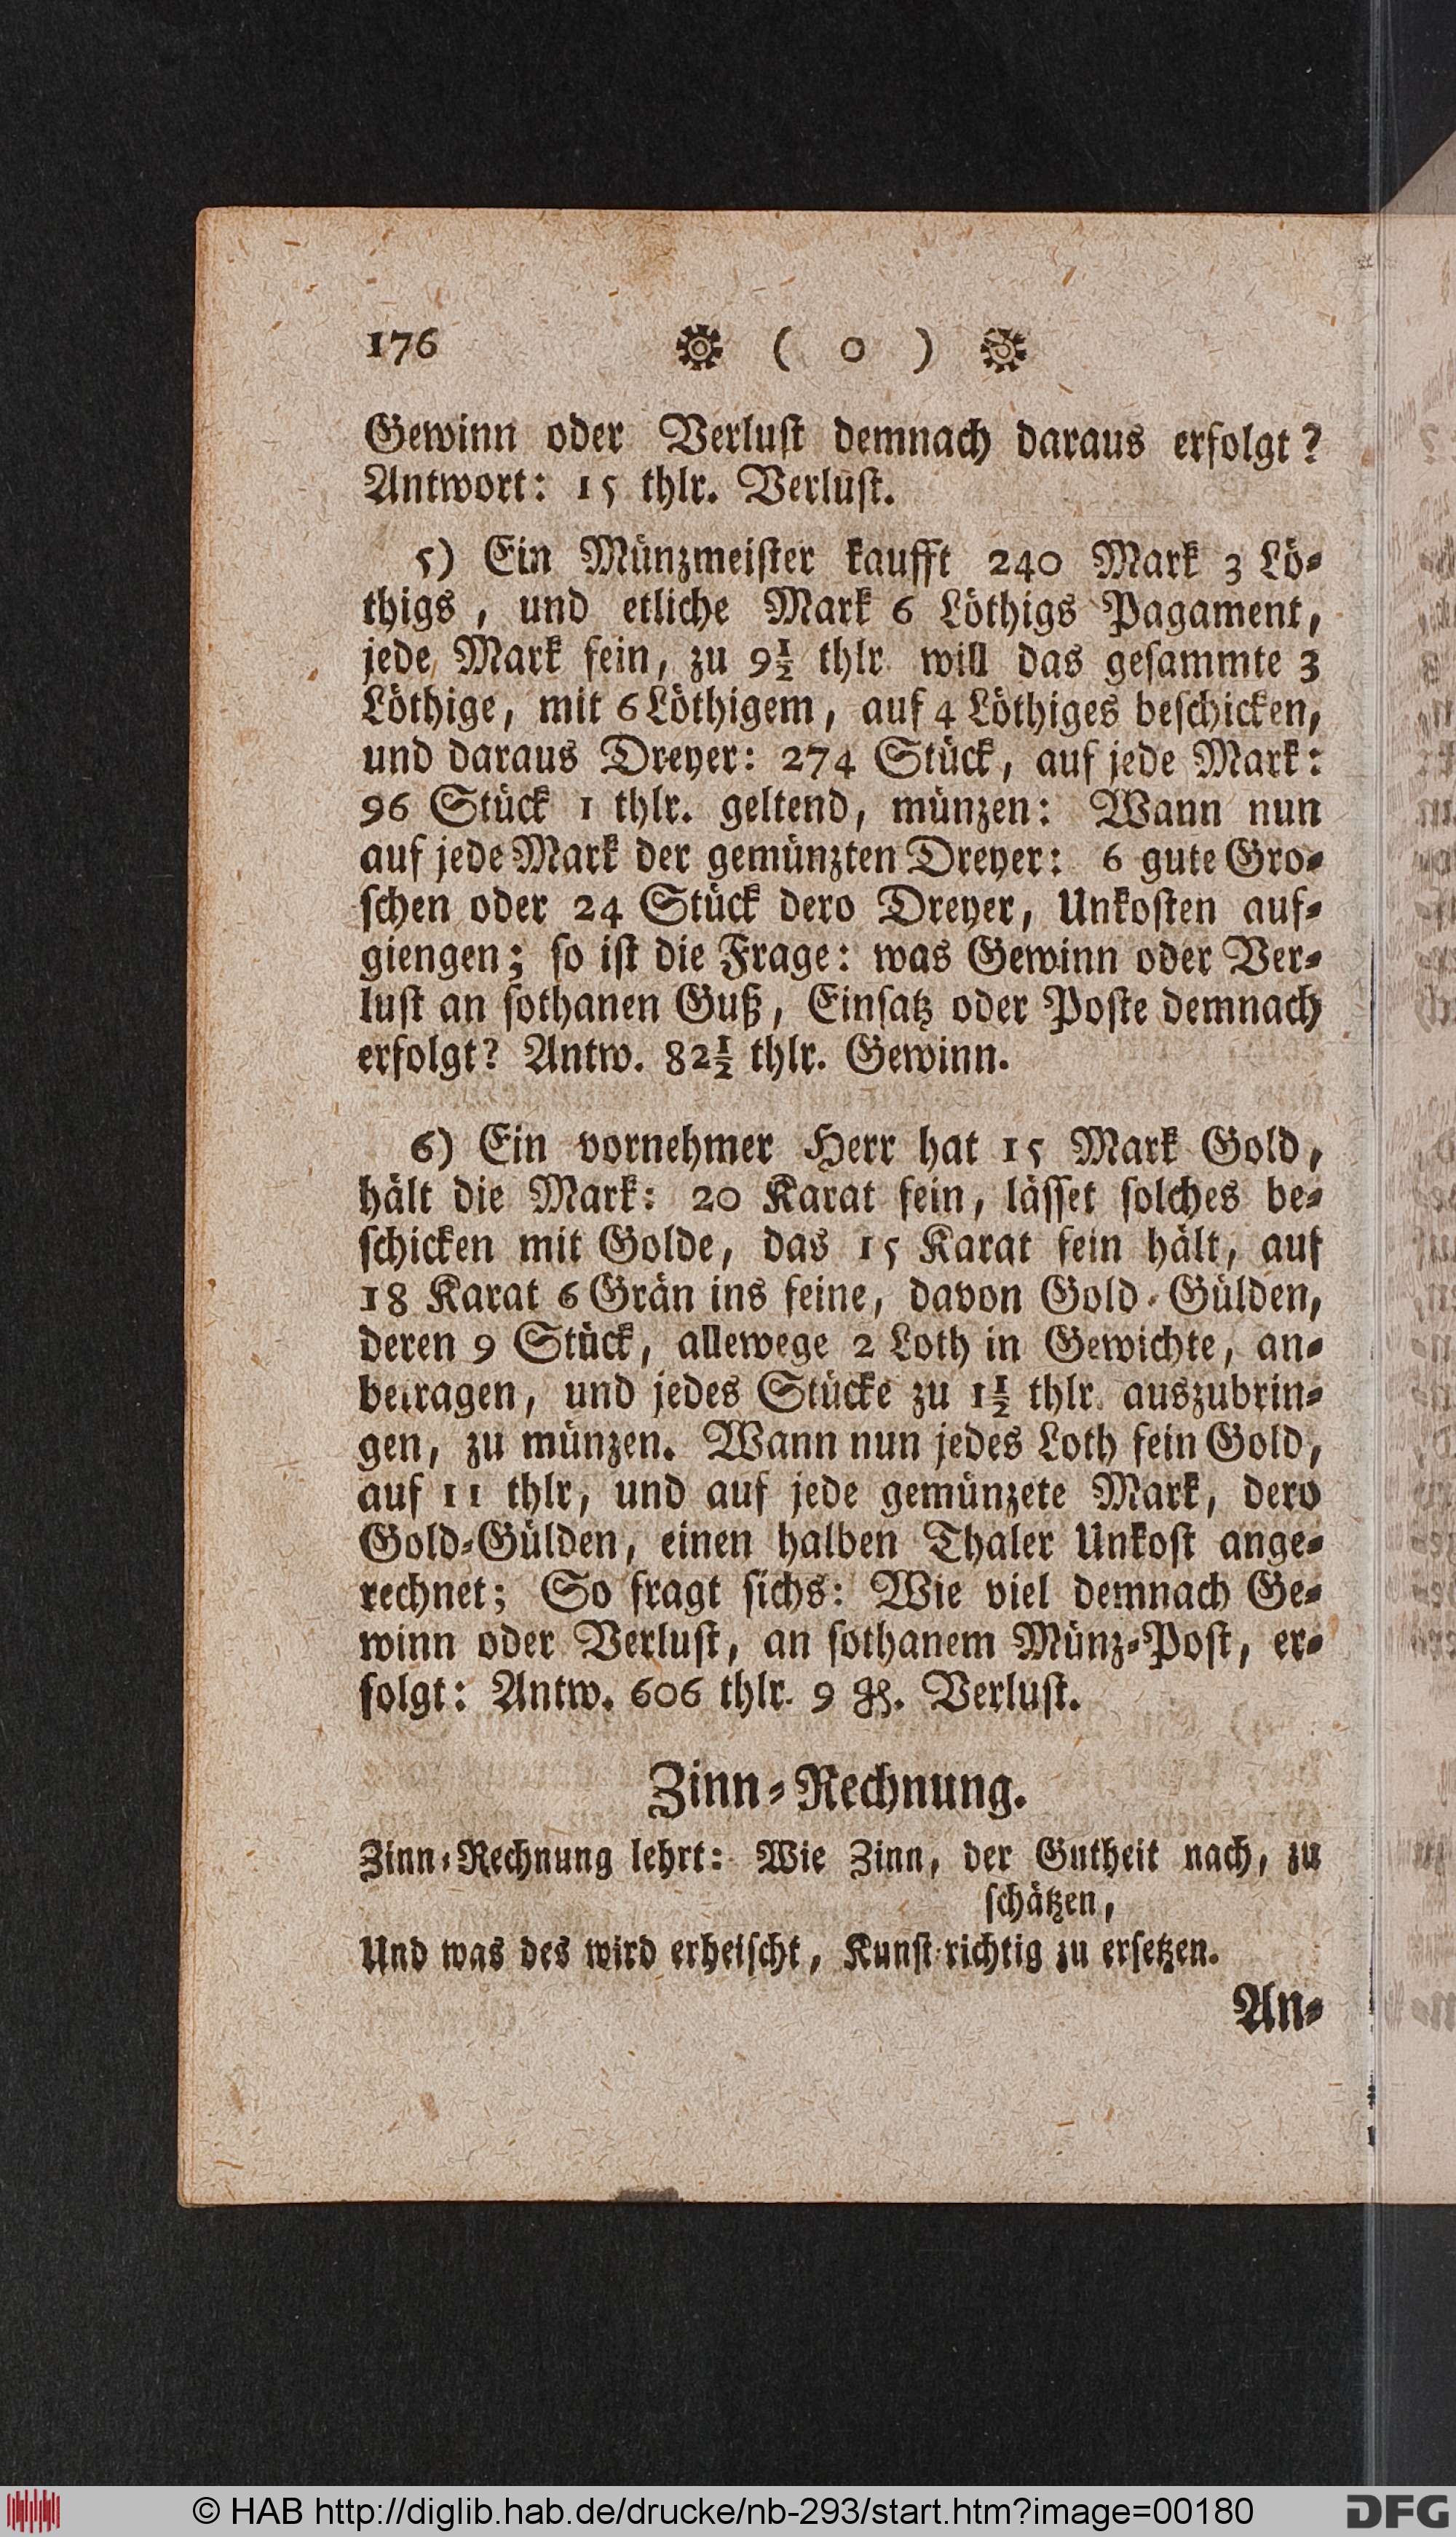 176 ( o )
Gewinn oder Verluſt demnach daraus erfolgt?
Antwort: 15 thlr. Verluſt.
5) Ein Münzmeiſter kaufft 240 Mark 3 Lö⸗
thigs, und etliche Mark 6 Löthigs Pagament,
jede Mark fein, zu 9½ thlr. will das geſammte 3
Löthige, mit 6 Löthigem, auf 4 Löthiges beſchicken,
und daraus Dreyer: 274 Stück, auf jede Mark:
96 Stück 1 thlr. geltend, münzen: Wann nun
auf jede Mark der gemünzten Dreyer: 6 gute Gro⸗
ſchen oder 24 Stück dero Dreyer, Unkoſten auf⸗
giengen; ſo iſt die Frage: was Gewinn oder Ver⸗
luſt an ſothanen Guß, Einſatz oder Poſte demnach
erfolgt? Antw. 82½ thlr. Gewinn.
6) Ein vornehmer Herr hat 15 Mark Gold,
hält die Mark: 20 Karat fein, läſſet ſolches be⸗
ſchicken mit Golde, das 15 Karat fein hält, auf
18 Karat 6 Grän ins feine, davon Gold⸗Gülden,
deren 9 Stück, allewege 2 Loth in Gewichte, an⸗
betragen, und jedes Stücke zu 1½ thlr. auszubrin⸗
gen, zu münzen. Wann nun jedes Loth fein Gold,
auf 11 thlr, und auf jede gemünzete Mark, dero
Gold⸗Gülden, einen halben Thaler Unkoſt ange⸗
rechnet; So fragt ſichs: Wie viel demnach Ge⸗
winn oder Verluſt, an ſothanem Münz⸗Poſt, er⸗
folgt: Antw. 606 thlr. 9 gℊ. Verluſt.
Zinn⸗Rechnung.
Zinn⸗Rechnung lehrt: Wie Zinn, der Gutheit nach, zu
ſchätzen,
Und was des wird erheiſcht, Kunſt⸗richtig zu erſetzen.
An⸗
© HAB http://diglib.hab.de/drucke/nb-293/start.htm?image=00180
DFG